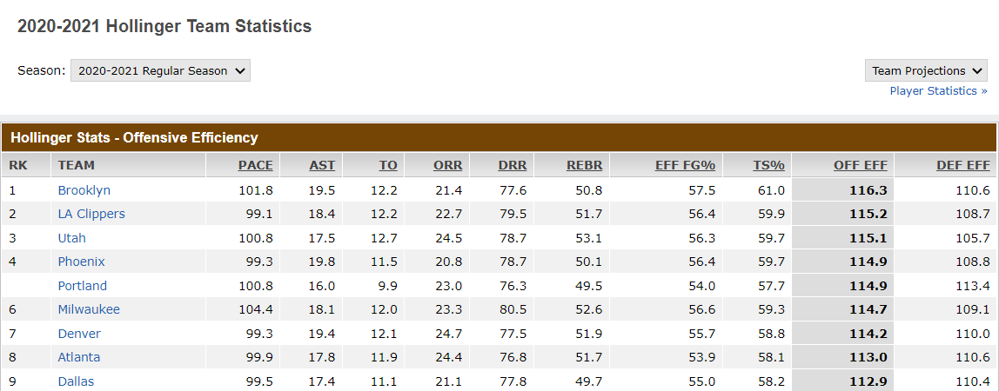 2020-2021 Hollinger Team Statistics
Season: 2020-2021 Regular Season Team Projections
Player Statistics »
Hollinger Stats - Offensive Efficiency
RK TEAM PACE AST TO ORR DRR REBR EFF FG% TS% OFF EFF DEF EFF
1 Brooklyn 101.8 19.5 12.2 21.4 77.6 50.8 57.5 61.0 116.3 110.6
2 LA Clippers 99.1 18.4 12.2 22.7 79.5 51.7 56.4 59.9 115.2 108.7
3 Utah 100.8 17.5 12.7 24.5 78.7 53.1 56.3 59.7 115.1 105.7
4 Phoenix 99.3 19.8 11.5 20.8 78.7 50.1 56.4 59.7 114.9 108.8
Portland 100.8 16.0 9.9 23.0 76.3 49.5 54.0 57.7 114.9 113.4
6 Milwaukee 104.4 18.1 12.0 23.3 80.5 52.6 56.6 59.3 114.7 109.1
7 Denver 99.3 19.4 12.1 24.7 77.5 51.9 55.7 58.8 114.2 110.0
8 Atlanta 99.9 17.8 11.9 24.4 76.8 51.7 53.9 58.1 113.0 110.6
9 Dallas 99.5 17.4 11.1 21.1 77.8 49.7 55.0 58.2 112.9 110.4